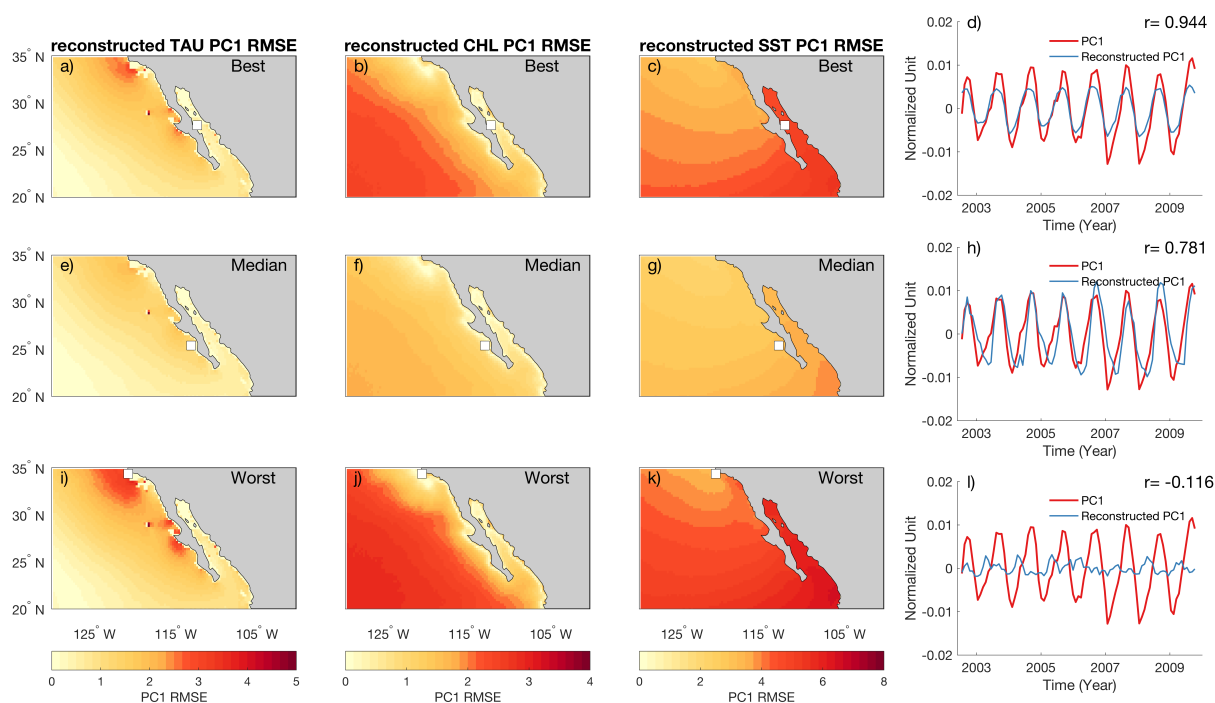 reconstructed TAU PC1 RMSE
reconstructed CHL PC1 RMSE
reconstructed SST PC1 RMSE
a) Best
35° N
30° N
25° N
20° N
b) Best
c) Best
d) r= 0.944
PC1
Reconstructed PC1
Normalized Unit
0.02
0.01
0
-0.01
-0.02
2003 2005 2007 2009
Time (Year)
e) Median
35° N
30° N
25° N
20° N
f) Median
g) Median
h) r= 0.781
PC1
Reconstructed PC1
Normalized Unit
0.02
0.01
0
-0.01
-0.02
2003 2005 2007 2009
Time (Year)
i) Worst
35° N
30° N
25° N
20° N
125° W 115° W 105° W
j) Worst
125° W 115° W 105° W
k) Worst
125° W 115° W 105° W
l) r= -0.116
PC1
Reconstructed PC1
Normalized Unit
0.02
0.01
0
-0.01
-0.02
2003 2005 2007 2009
Time (Year)
0 1 2 3 4 5
PC1 RMSE
0 1 2 3 4
PC1 RMSE
0 2 4 6 8
PC1 RMSE